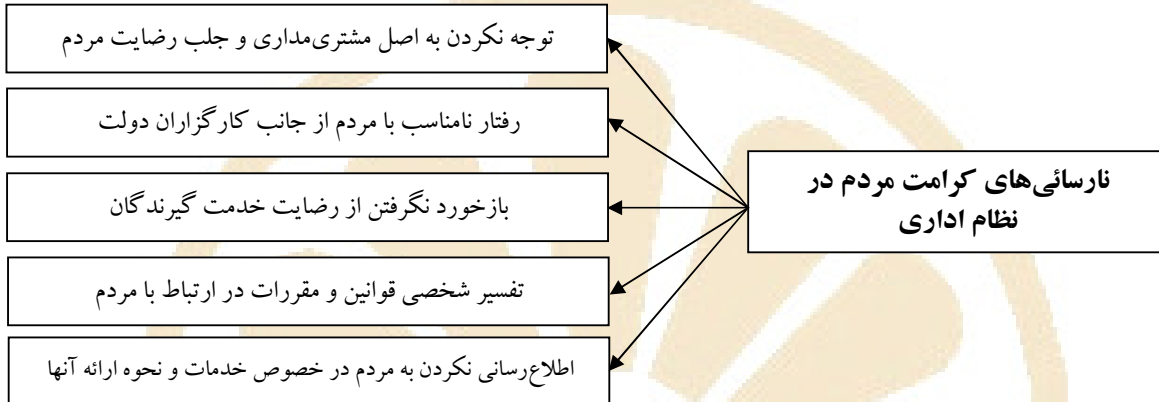 نارسائی‌های کرامت مردم در
نظام اداری
توجه نکردن به اصل مشتری‌مداری و جلب رضایت مردم
رفتار نامناسب با مردم از جانب کارگزاران دولت
بازخورد نگرفتن از رضایت خدمت گیرندگان
تفسیر شخصی قوانین و مقررات در ارتباط با مردم
اطلاع‌رسانی نکردن به مردم در خصوص خدمات و نحوه ارائه آنها